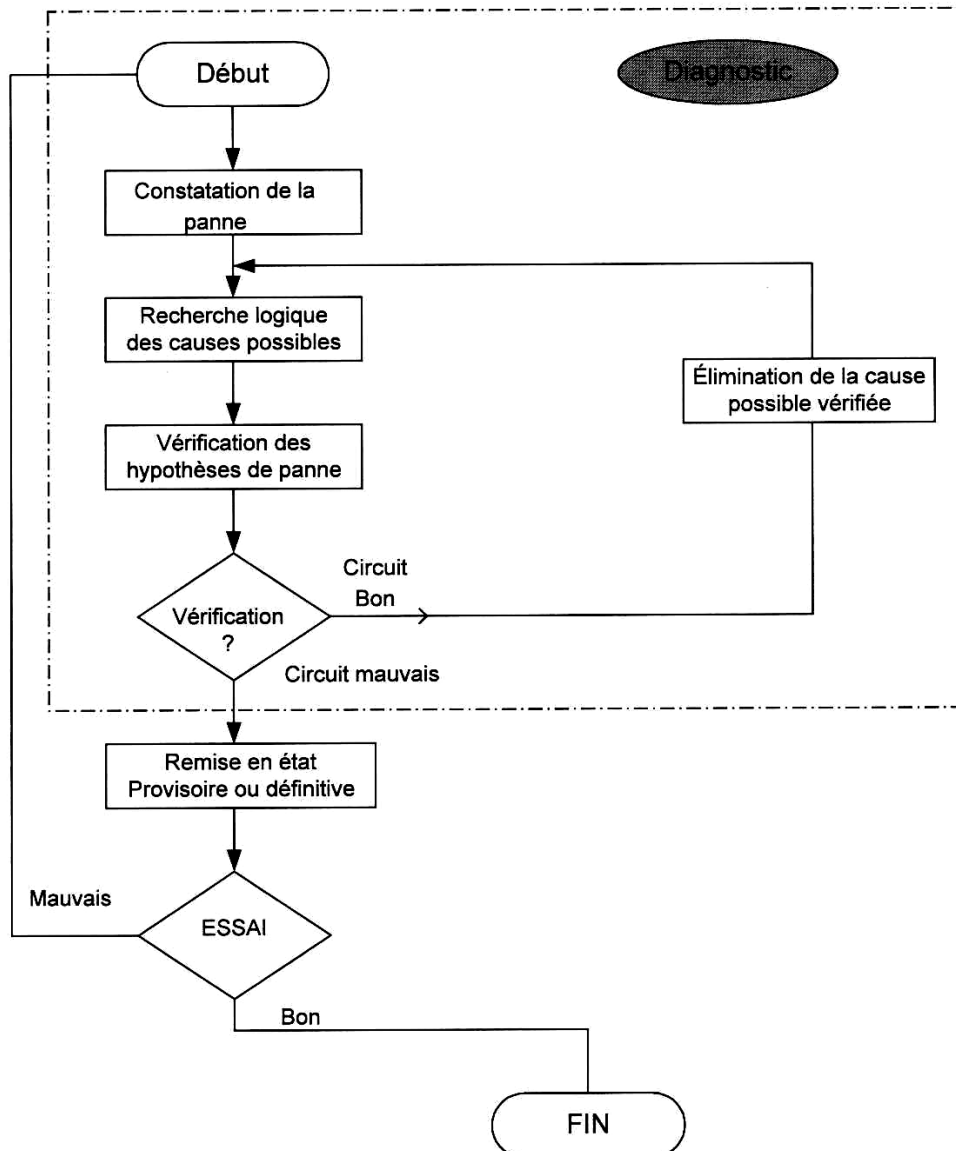 Début
Diagnostic
Constatation de la
panne
Recherche logique
des causes possibles
Élimination de la cause
possible vérifiée
Vérification des
hypothèses de panne
Circuit
Bon
Vérification
?
Circuit mauvais
Remise en état
Provisoire ou définitive
Mauvais
ESSAI
Bon
FIN